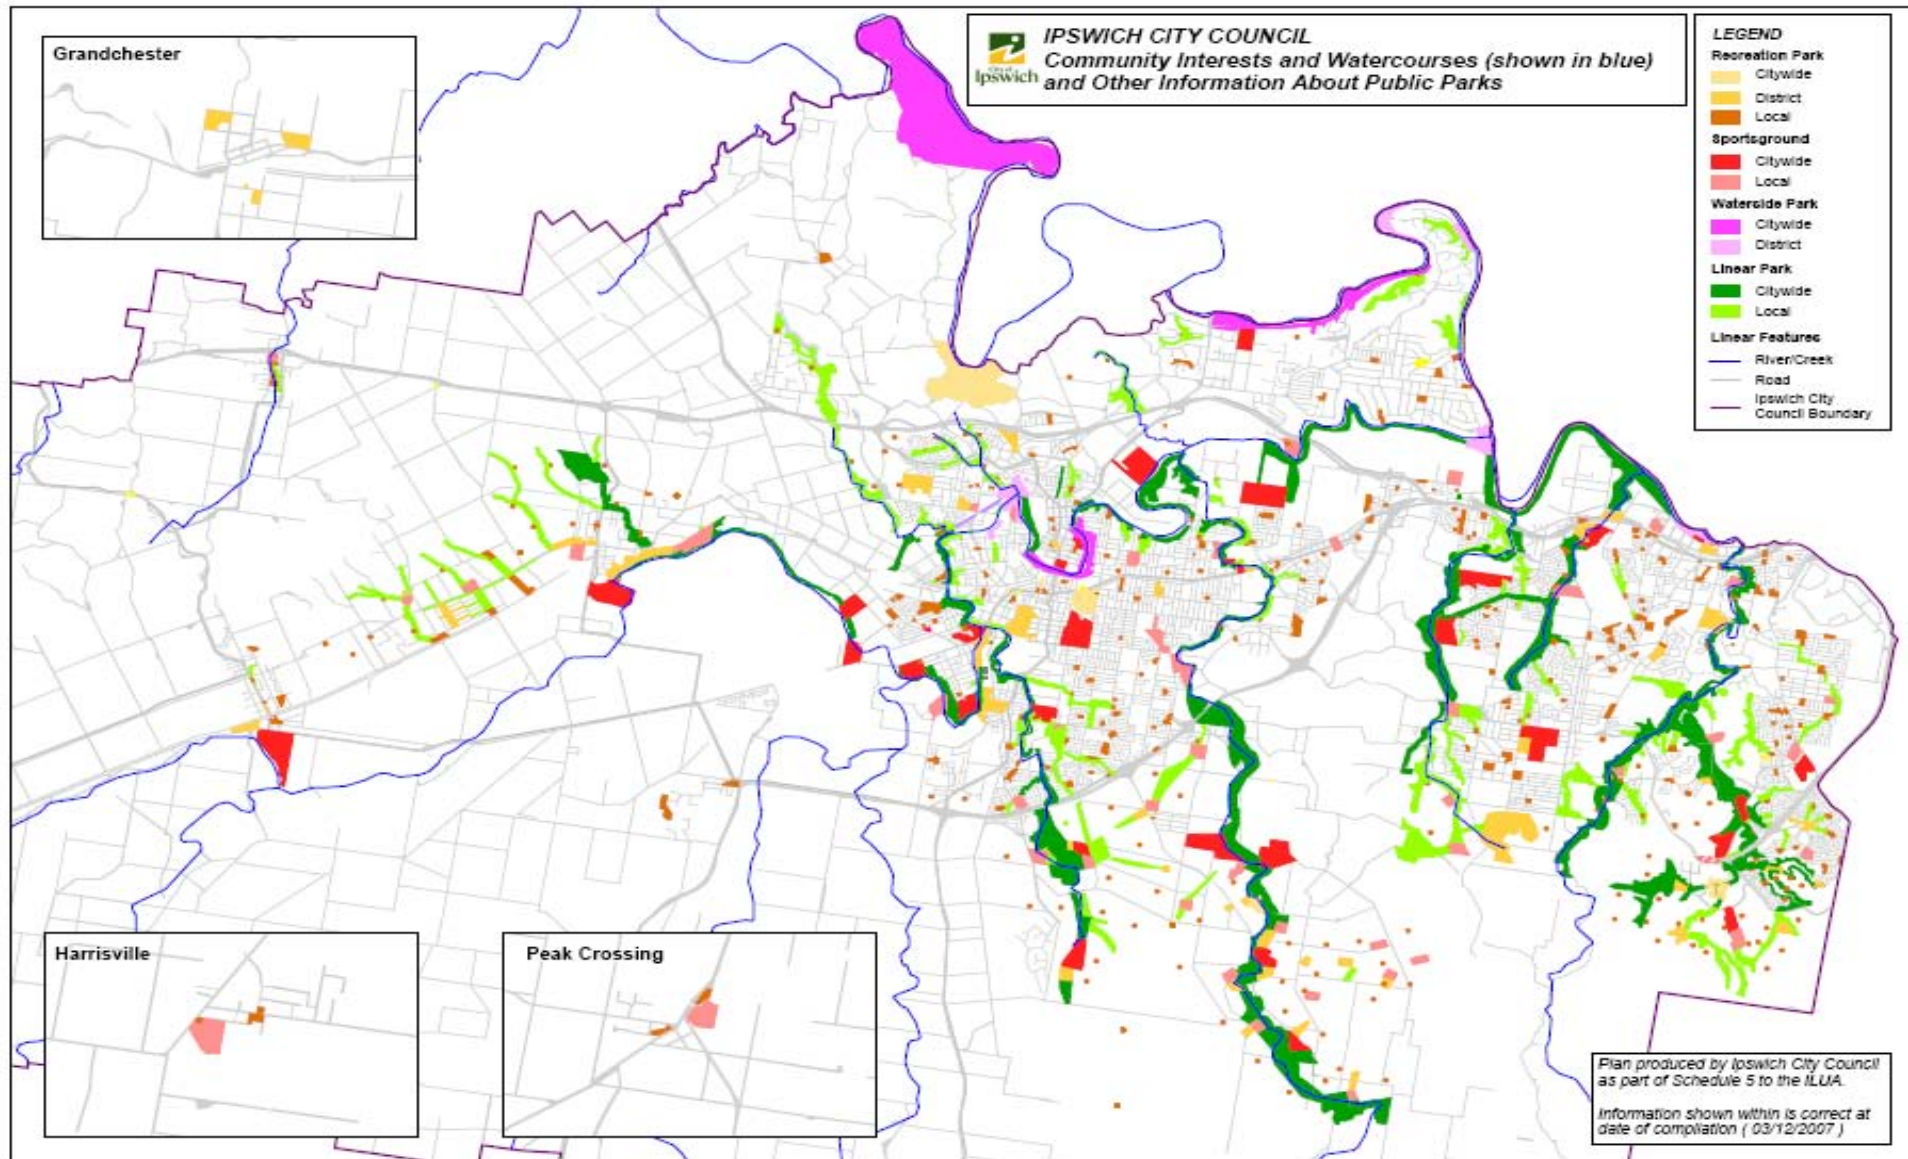 Grandchester
City of
Ipswich
IPSWICH CITY COUNCIL
Community Interests and Watercourses (shown in blue)
and Other Information About Public Parks
LEGEND
Recreation Park
Citywide
District
Local
Sportsground
Citywide
Local
Waterside Park
Citywide
District
Linear Park
Citywide
Local
Linear Features
River/Creek
Road
Ipswich City
Council Boundary
Harrisville
Peak Crossing
Plan produced by Ipswich City Council
as part of Schedule 5 to the ILUA.
Information shown within is correct at
date of compilation ( 03/12/2007 )